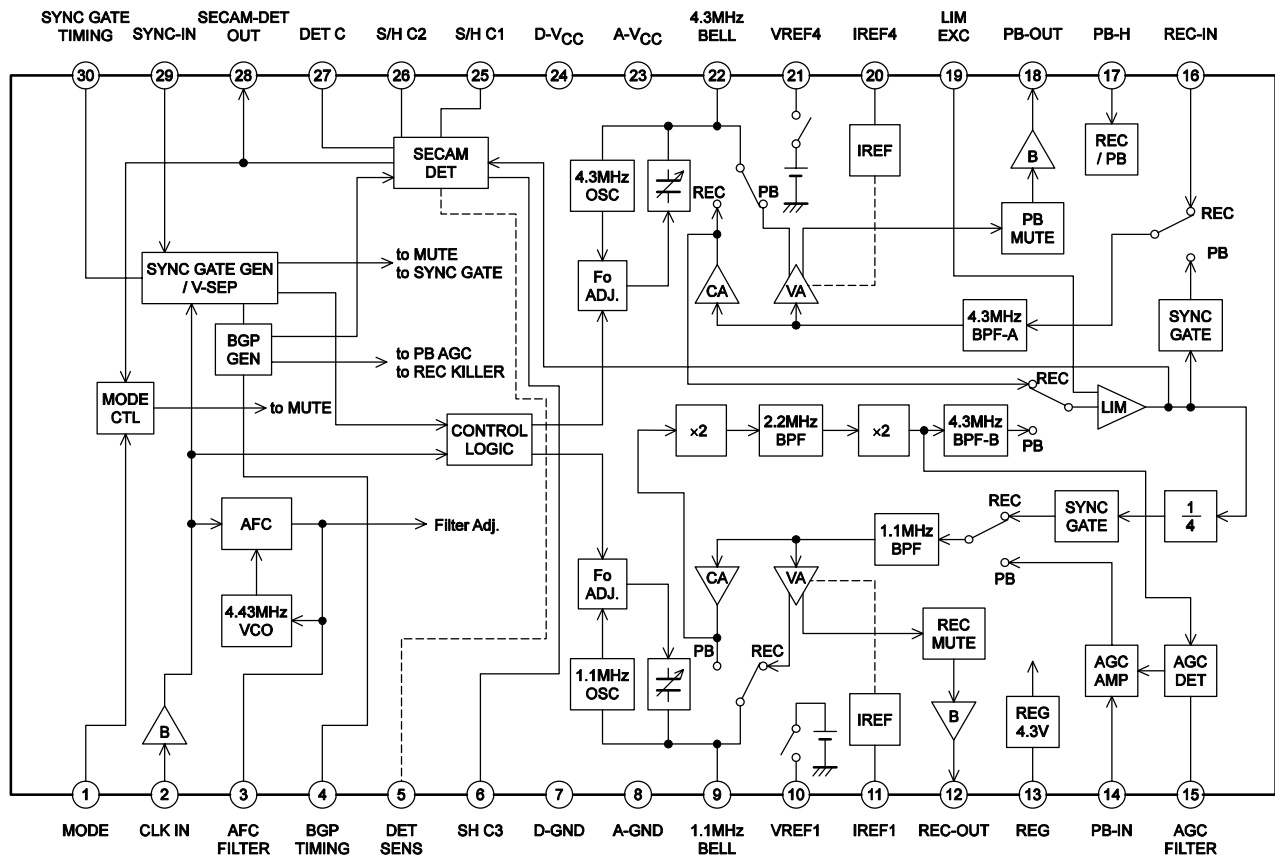 SYNC GATE TIMING
SYNC-IN
SECAM-DET OUT
DET C
S/H C2
S/H C1
D-VCC
A-VCC
4.3MHz BELL
VREF4
IREF4
LIM EXC
PB-OUT
PB-H
REC-IN
30
29
28
27
26
25
24
23
22
21
20
19
18
17
16
SECAM DET
4.3MHz OSC
REC
PB
IREF
B
REC / PB
PB MUTE
REC
PB
SYNC GATE GEN / V-SEP
to MUTE
to SYNC GATE
Fo ADJ.
CA
VA
4.3MHz BPF-A
SYNC GATE
BGP GEN
to PB AGC
to REC KILLER
MODE CTL
to MUTE
CONTROL LOGIC
×2
2.2MHz BPF
×2
4.3MHz BPF-B
REC
PB
LIM
AFC
Filter Adj.
1.1MHz BPF
REC
PB
SYNC GATE
1/4
4.43MHz VCO
Fo ADJ.
CA
VA
B
1.1MHz OSC
PB
REC
IREF
REC MUTE
B
REG 4.3V
AGC AMP
AGC DET
1
2
3
4
5
6
7
8
9
10
11
12
13
14
15
MODE
CLK IN
AFC FILTER
BGP TIMING
DET SENS
SH C3
D-GND
A-GND
1.1MHz BELL
VREF1
IREF1
REC-OUT
REG
PB-IN
AGC FILTER